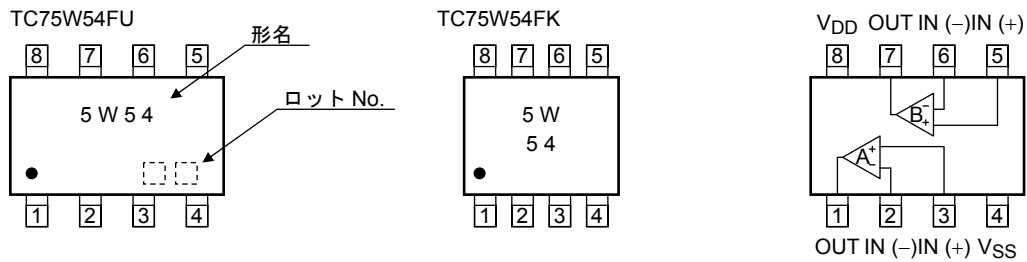 TC75W54FU
形名
8 7 6 5
5 W 5 4
ロット No.
1 2 3 4
TC75W54FK
8 7 6 5
5 W
5 4
1 2 3 4
VDD OUT IN (−)IN (+)
8 7 6 5
B − +
A + −
1 2 3 4
OUT IN (−)IN (+) VSS